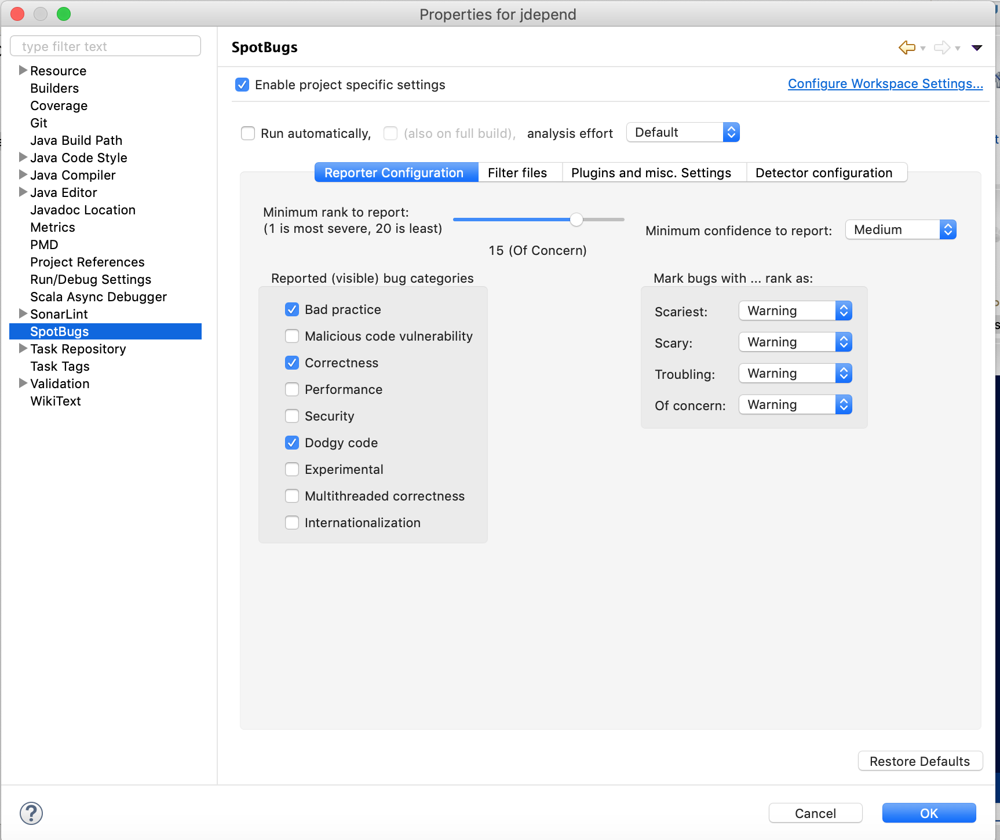 Properties for jdepend
type filter text
Resource
Builders
Coverage
Git
Java Build Path
Java Code Style
Java Compiler
Java Editor
Javadoc Location
Metrics
PMD
Project References
Run/Debug Settings
Scala Async Debugger
SonarLint
SpotBugs
Task Repository
Task Tags
Validation
WikiText
SpotBugs
Enable project specific settings
Configure Workspace Settings...
Run automatically, (also on full build), analysis effort Default
Reporter Configuration Filter files Plugins and misc. Settings Detector configuration
Minimum rank to report:
(1 is most severe, 20 is least)
15 (Of Concern)
Minimum confidence to report: Medium
Reported (visible) bug categories
Bad practice
Malicious code vulnerability
Correctness
Performance
Security
Dodgy code
Experimental
Multithreaded correctness
Internationalization
Mark bugs with ... rank as:
Scariest: Warning
Scary: Warning
Troubling: Warning
Of concern: Warning
Restore Defaults
?
Cancel
OK